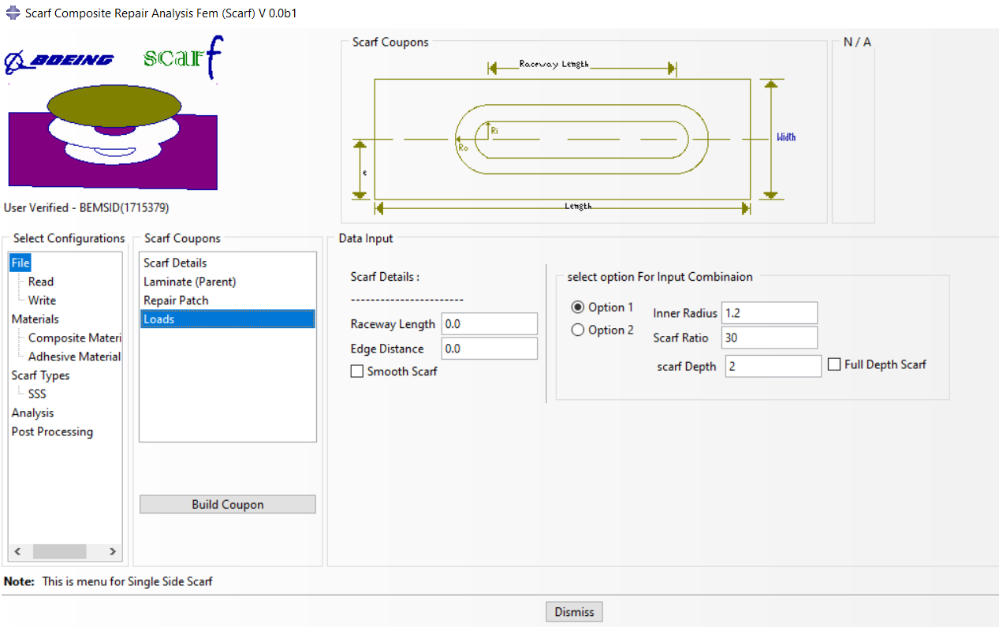 Scarf Composite Repair Analysis Fem (Scarf) V 0.0b1
BOEING scarf
User Verified - BEMSID(1715379)
Scarf Coupons
Raceway Length
Ri
Ro
e
Width
Length
N / A
Select Configurations
File
Read
Write
Materials
Composite Materi
Adhesive Material
Scarf Types
SSS
Analysis
Post Processing
Scarf Coupons
Scarf Details
Laminate (Parent)
Repair Patch
Loads
Build Coupon
Data Input
Scarf Details :
-----------------------
Raceway Length 0.0
Edge Distance 0.0
Smooth Scarf
select option For Input Combinaion
Option 1
Option 2
Inner Radius 1.2
Scarf Ratio 30
scarf Depth 2
Full Depth Scarf
Note: This is menu for Single Side Scarf
Dismiss